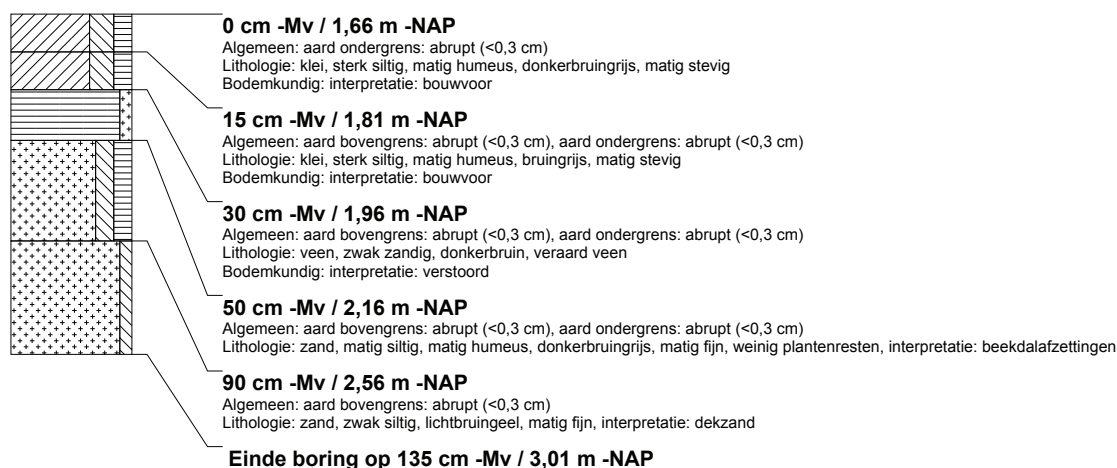 0 cm -Mv / 1,66 m -NAP
Algemeen: aard ondergrens: abrupt (<0,3 cm)
Lithologie: klei, sterk siltig, matig humeus, donkerbruingrijs, matig stevig
Bodemkundig: interpretatie: bouwvoor
15 cm -Mv / 1,81 m -NAP
Algemeen: aard bovengrens: abrupt (<0,3 cm), aard ondergrens: abrupt (<0,3 cm)
Lithologie: klei, sterk siltig, matig humeus, bruingrijs, matig stevig
Bodemkundig: interpretatie: bouwvoor
30 cm -Mv / 1,96 m -NAP
Algemeen: aard bovengrens: abrupt (<0,3 cm), aard ondergrens: abrupt (<0,3 cm)
Lithologie: veen, zwak zandig, donkerbruin, veraard veen
Bodemkundig: interpretatie: verstoord
50 cm -Mv / 2,16 m -NAP
Algemeen: aard bovengrens: abrupt (<0,3 cm), aard ondergrens: abrupt (<0,3 cm)
Lithologie: zand, matig siltig, matig humeus, donkerbruingrijs, matig fijn, weinig plantenresten, interpretatie: beekdalafzettingen
90 cm -Mv / 2,56 m -NAP
Algemeen: aard bovengrens: abrupt (<0,3 cm)
Lithologie: zand, zwak siltig, lichtbruingeel, matig fijn, interpretatie: dekzand
Einde boring op 135 cm -Mv / 3,01 m -NAP